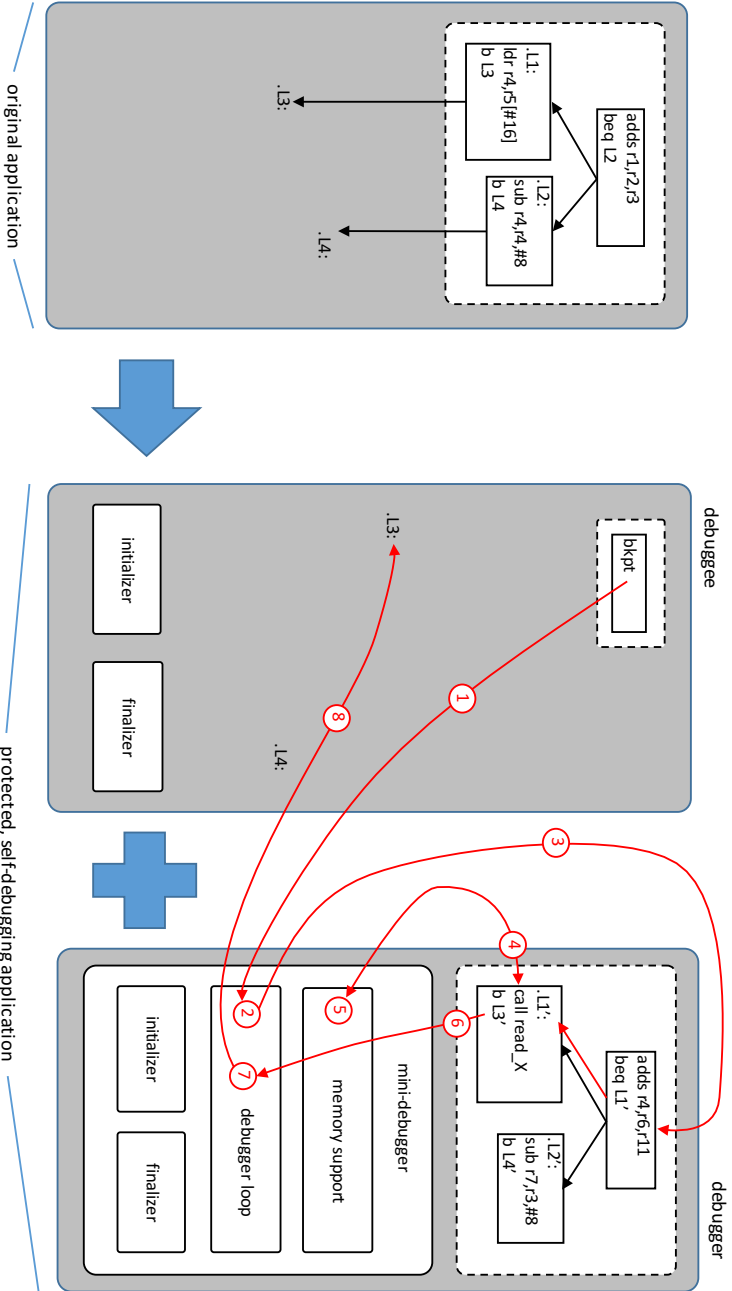 adds r1,r2,r3
beq L2
.L1:
ldr r4,r5[#16]
b L3
.L2:
sub r4,r4,#8
b L4
.L3:
.L4:
original application
debuggee
bkpt
.L3:
.L4:
initializer
finalizer
1
8
3
debugger
adds r4,r6,r11
beq L1’
.L1’:
call read_X
b L3’
.L2’:
sub r7,r3,#8
b L4’
4
6
mini-debugger
5
memory support
2
7
debugger loop
initializer
finalizer
protected, self-debugging application